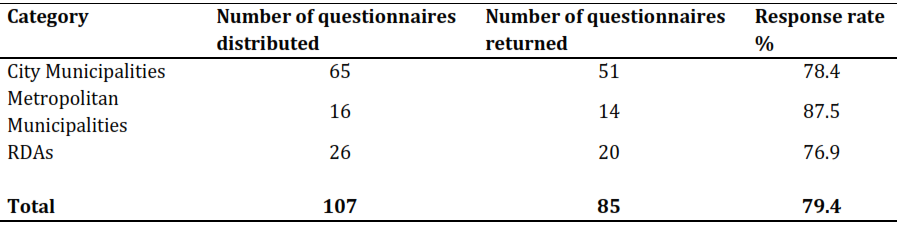 Category Number of questionnaires distributed Number of questionnaires returned Response rate %
City Municipalities 65 51 78.4
Metropolitan Municipalities 16 14 87.5
RDAs 26 20 76.9
Total 107 85 79.4